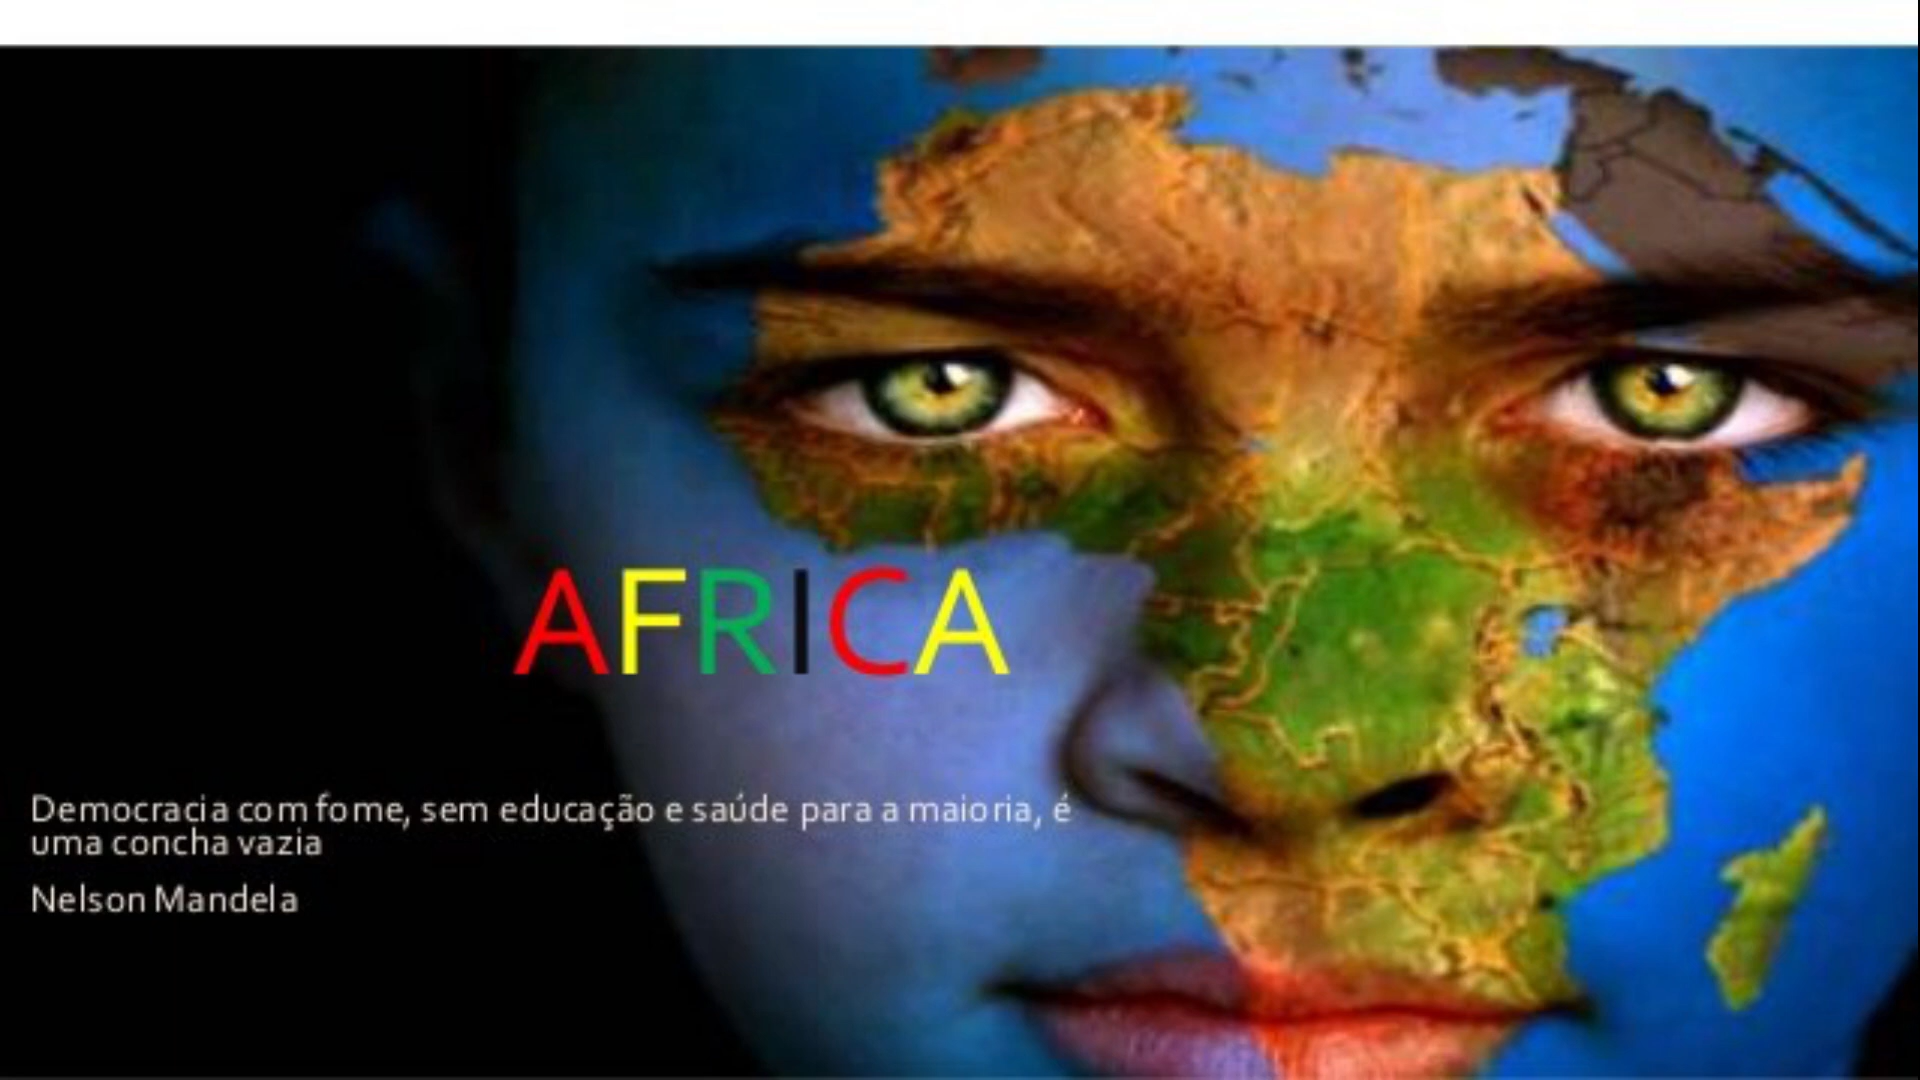 AFRICA
Democracia com fome, sem educação e saúde para a maioria, é
uma concha vazia
Nelson Mandela